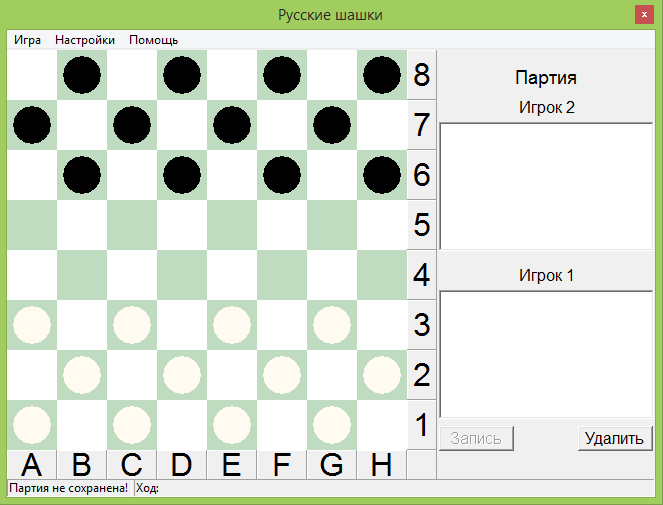 Русские шашки
x
Игра Настройки Помощь
8
Партия
Игрок 2
7
6
5
4
Игрок 1
3
2
1
Запись Удалить
A B C D E F G H
Партия не сохранена! Ход: